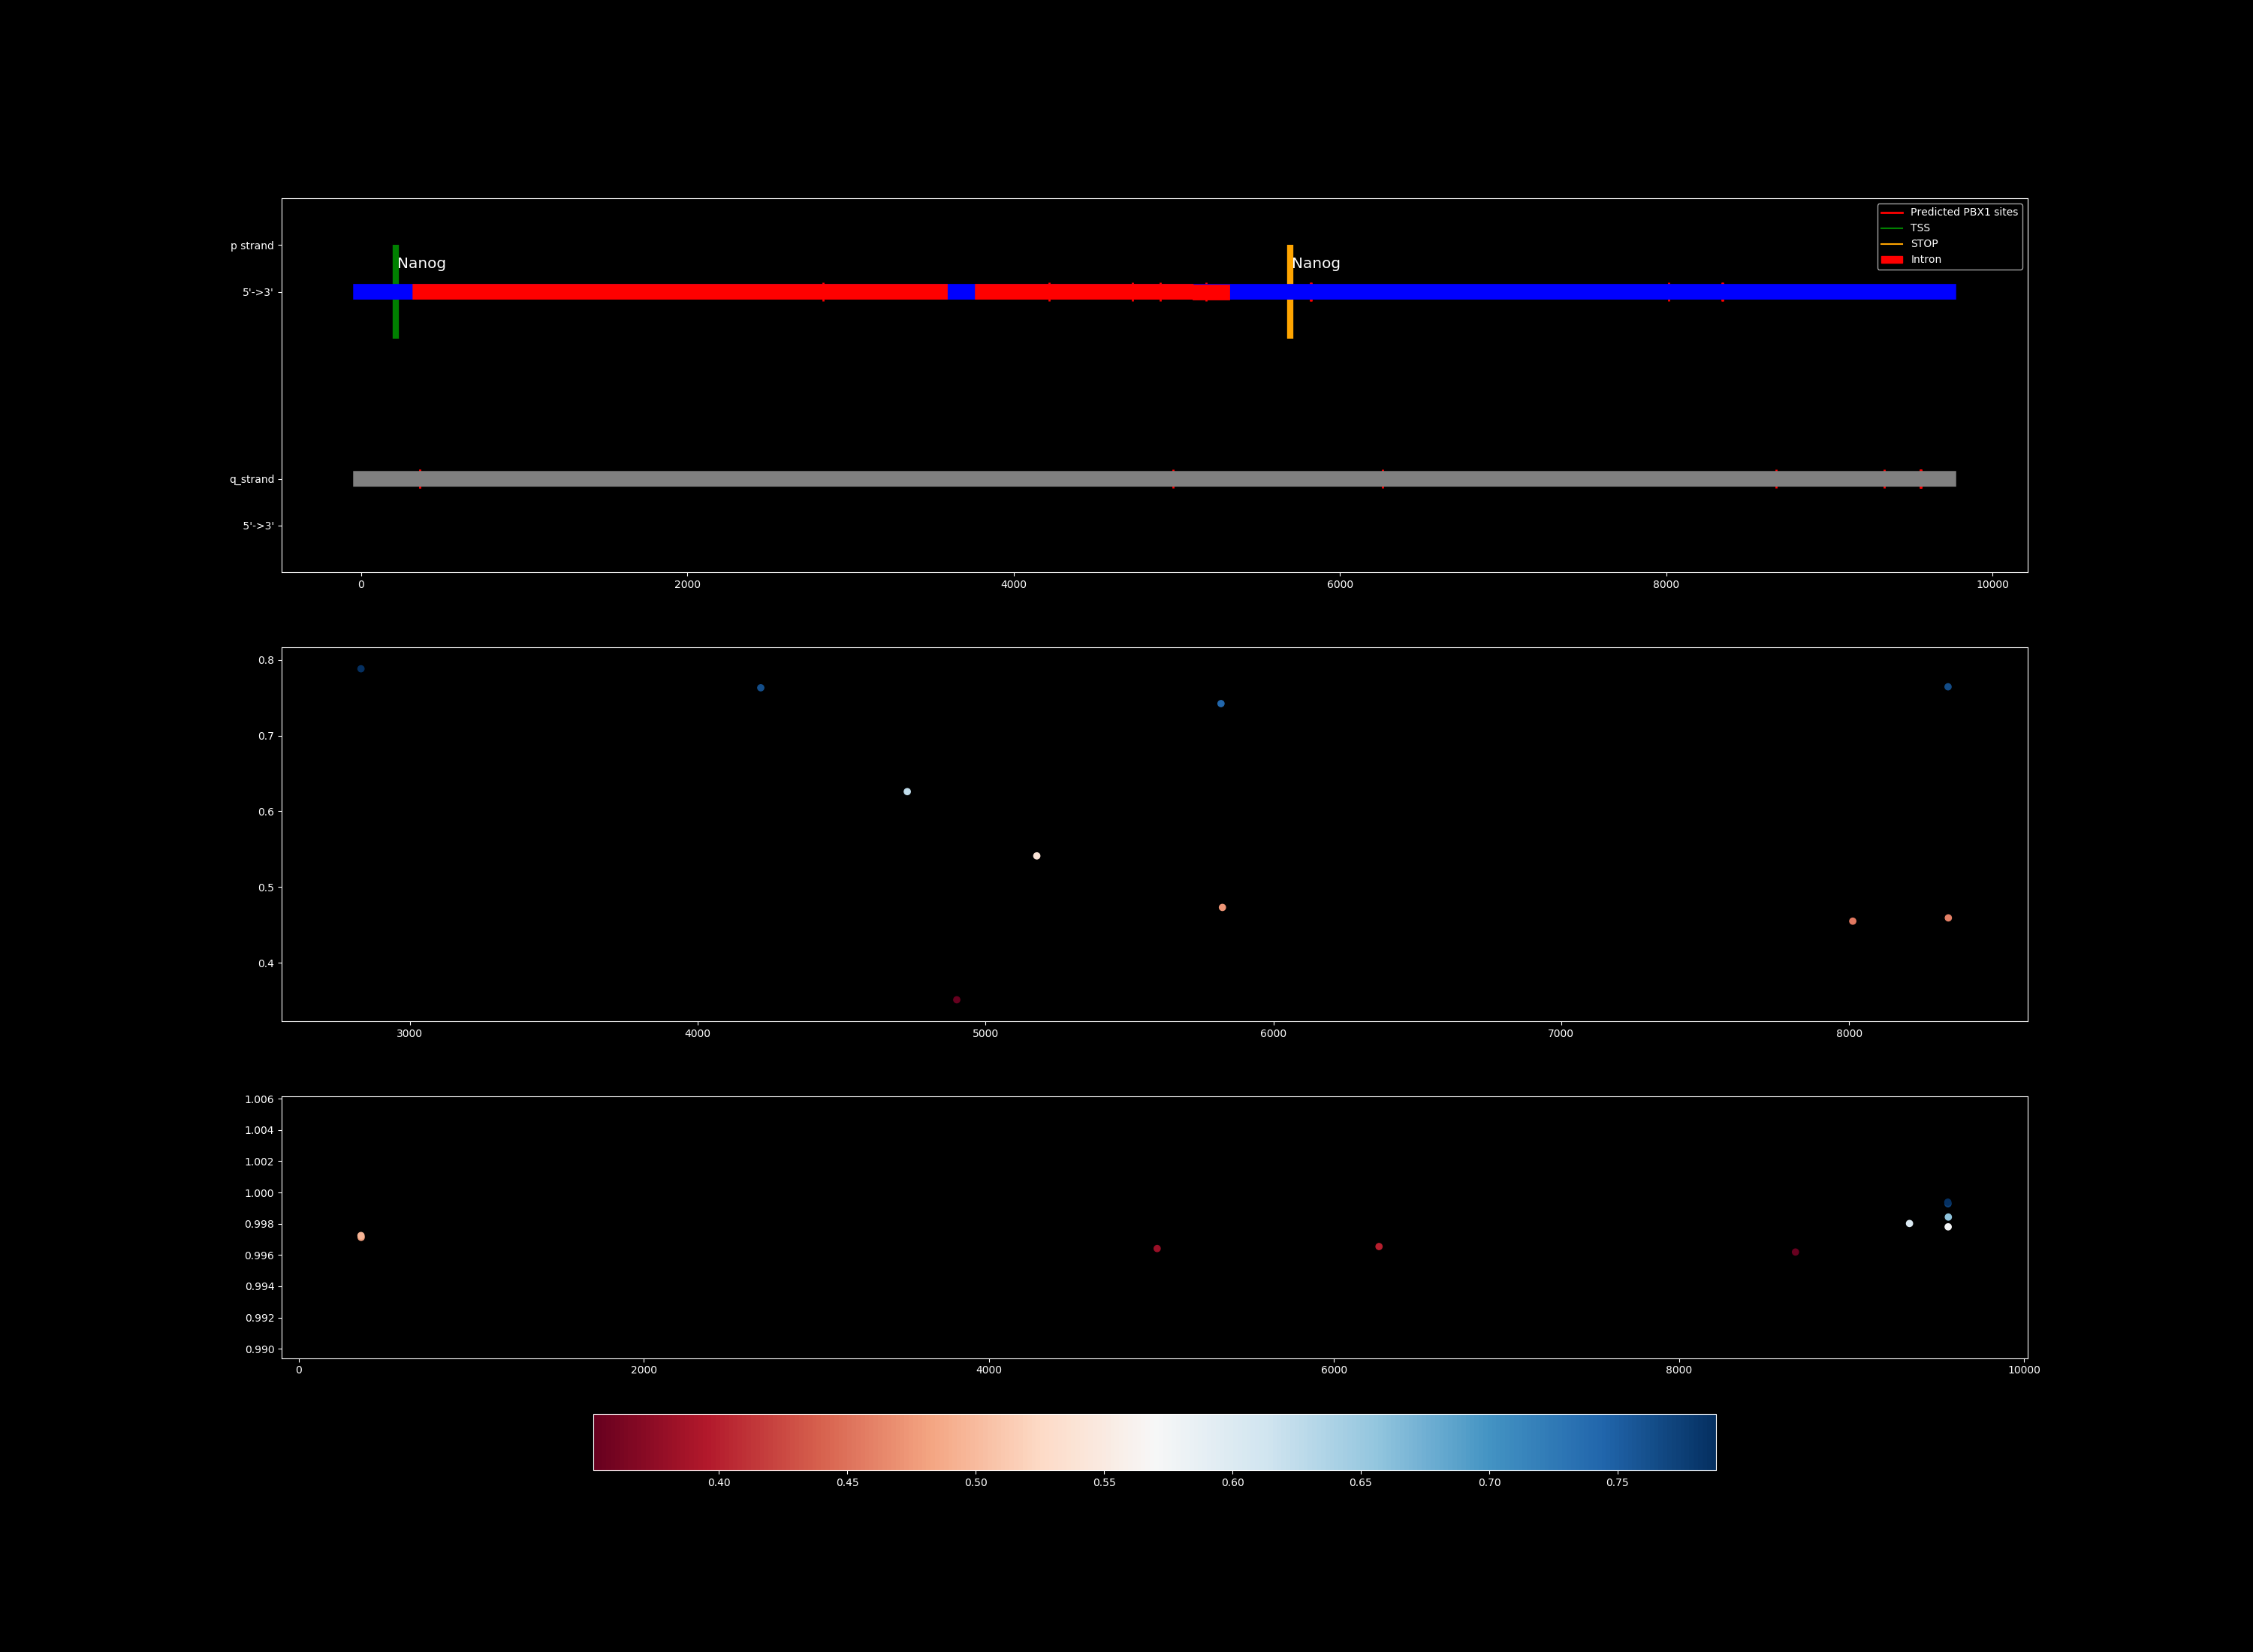 Predicted PBX1 sites
TSS
STOP
Intron
p strand
Nanog
Nanog
5'->3'
q_strand
5'->3'
0 2000 4000 6000 8000 10000
0.8
0.7
0.6
0.5
0.4
3000 4000 5000 6000 7000 8000
1.006
1.004
1.002
1.000
0.998
0.996
0.994
0.992
0.990
0 2000 4000 6000 8000 10000
0.40 0.45 0.50 0.55 0.60 0.65 0.70 0.75